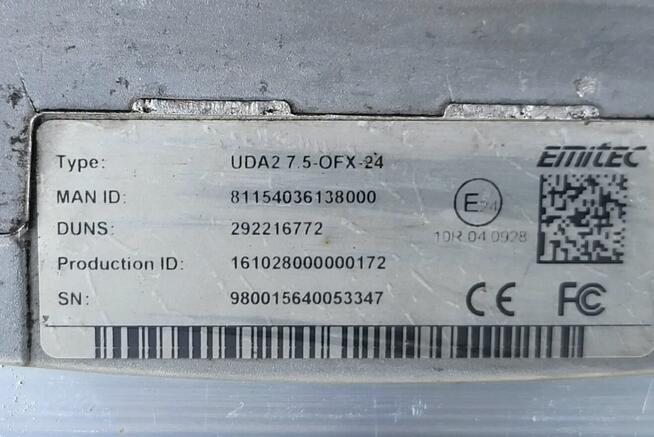 EMITEC
Type: UDA2 7.5-OFX-24
MAN ID: 81154036138000
DUNS: 292216772
E24
10R 04 0928
Production ID: 161028000000172
SN: 980015640053347
CE FC